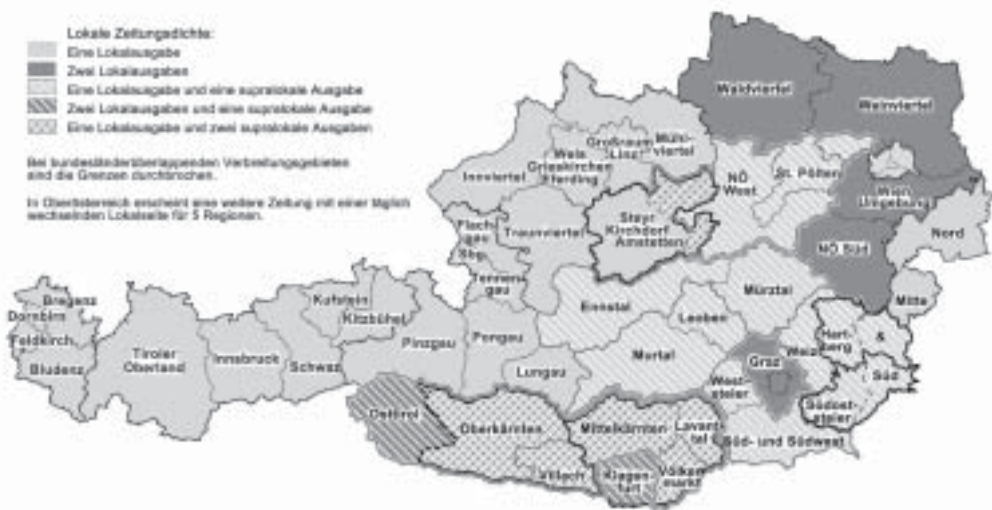 Lokale Zeitungsdichte:
Eine Lokalausgabe
Zwei Lokalausgaben
Eine Lokalausgabe und eine supralokale Ausgabe
Zwei Lokalausgaben und eine supralokale Ausgabe
Eine Lokalausgabe und zwei supralokale Ausgaben
Bei bundesländerüberlappenden Verbreitungsgebieten
sind die Grenzen durchbrochen.
In Oberösterreich erscheint eine weitere Zeitung mit einer täglich
wechselnden Lokalseite für 5 Regionen.
Waldviertel
Weinviertel
Mühl-
viertel
Großraum
Linz
Wels
Grieskirchen
Eferding
Innviertel
NÖ
West
St. Pölten
Wien
Umgebung
Steyr
Kirchdorf
Amstetten
Traunviertel
Flach-
gau
Sbg.
Tennen-
gau
NÖ Süd
Nord
Mitte
Bregenz
Dornbirn
Feldkirch
Bludenz
Tiroler
Oberland
Innsbruck
Schwaz
Kufstein
Kitzbühel
Pinzgau
Pongau
Lungau
Ennstal
Leoben
Mürztal
Murtal
Graz
Weiz
Hart-
berg
&
Süd
Südost-
steier
West-
steier
Süd- und Südwest
Osttirol
Oberkärnten
Villach
Mittelkärnten
Klagen-
furt
Lavant-
tal
Völker-
markt